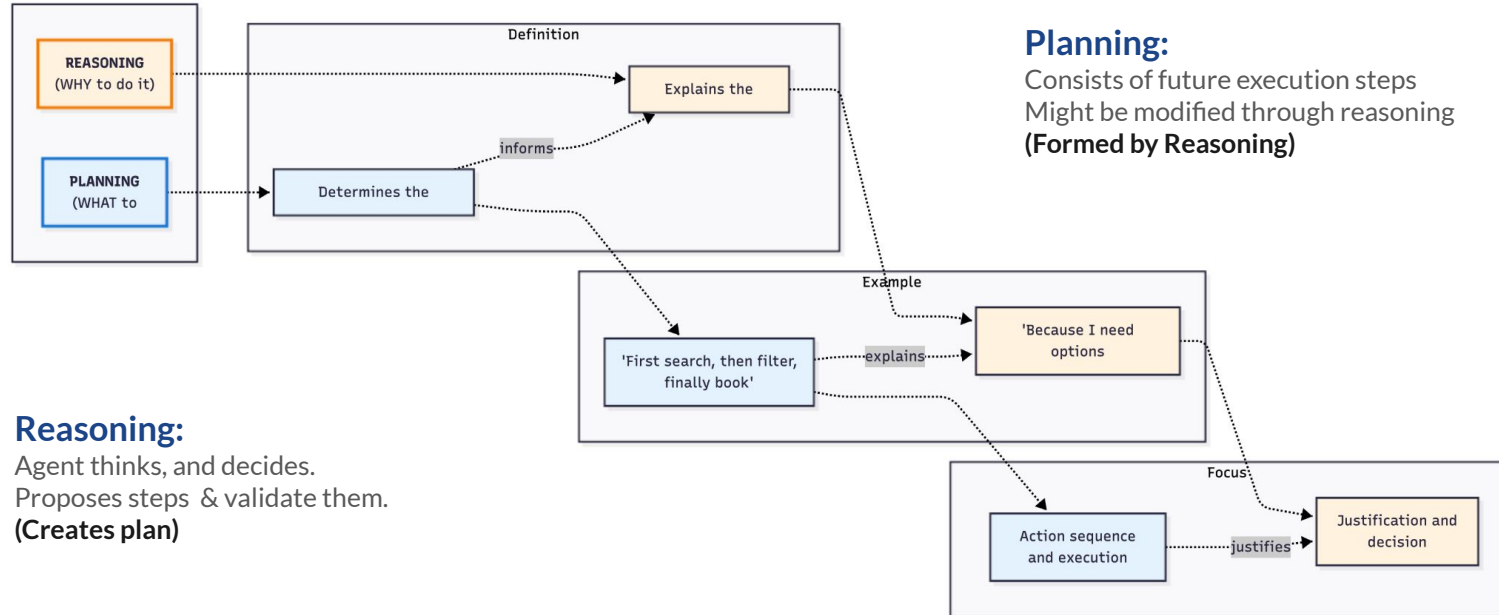 Definition
REASONING
(WHY to do it)
Explains the
informs
PLANNING
(WHAT to
Determines the
Planning:
Consists of future execution steps
Might be modified through reasoning
(Formed by Reasoning)
Example
'First search, then filter,
finally book'
explains
'Because I need
options
Reasoning:
Agent thinks, and decides.
Proposes steps & validate them.
(Creates plan)
Focus
Action sequence
and execution
justifies
Justification and
decision